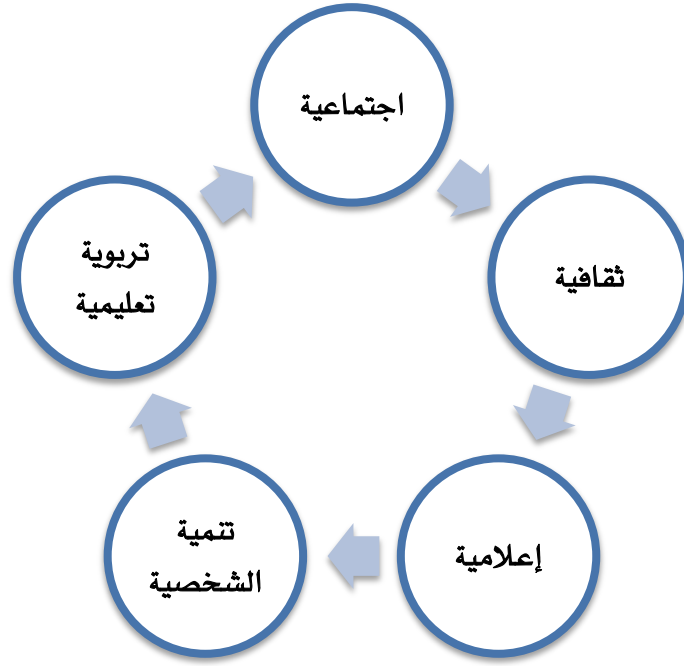 اجتماعية
ثقافية
إعلامية
تنمية
الشخصية
تربوية
تعليمية